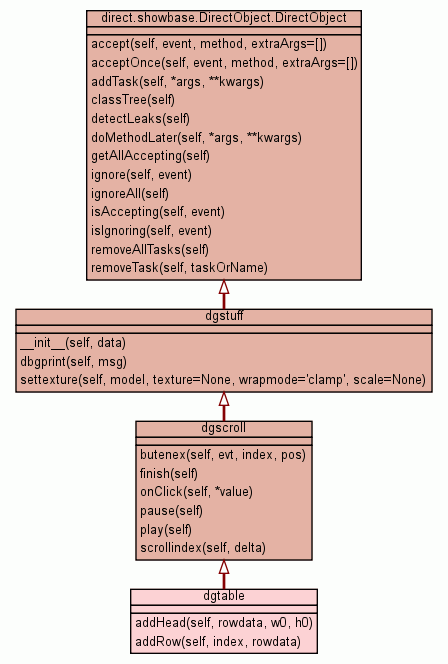 direct.showbase.DirectObject.DirectObject
accept(self, event, method, extraArgs=[])
acceptOnce(self, event, method, extraArgs=[])
addTask(self, *args, **kwargs)
classTree(self)
detectLeaks(self)
doMethodLater(self, *args, **kwargs)
getAllAccepting(self)
ignore(self, event)
ignoreAll(self)
isAccepting(self, event)
isIgnoring(self, event)
removeAllTasks(self)
removeTask(self, taskOrName)
dgstuff
__init__(self, data)
dbgprint(self, msg)
settexture(self, model, texture=None, wrapmode='clamp', scale=None)
dgscroll
butenex(self, evt, index, pos)
finish(self)
onClick(self, *value)
pause(self)
play(self)
scrollindex(self, delta)
dgtable
addHead(self, rowdata, w0, h0)
addRow(self, index, rowdata)